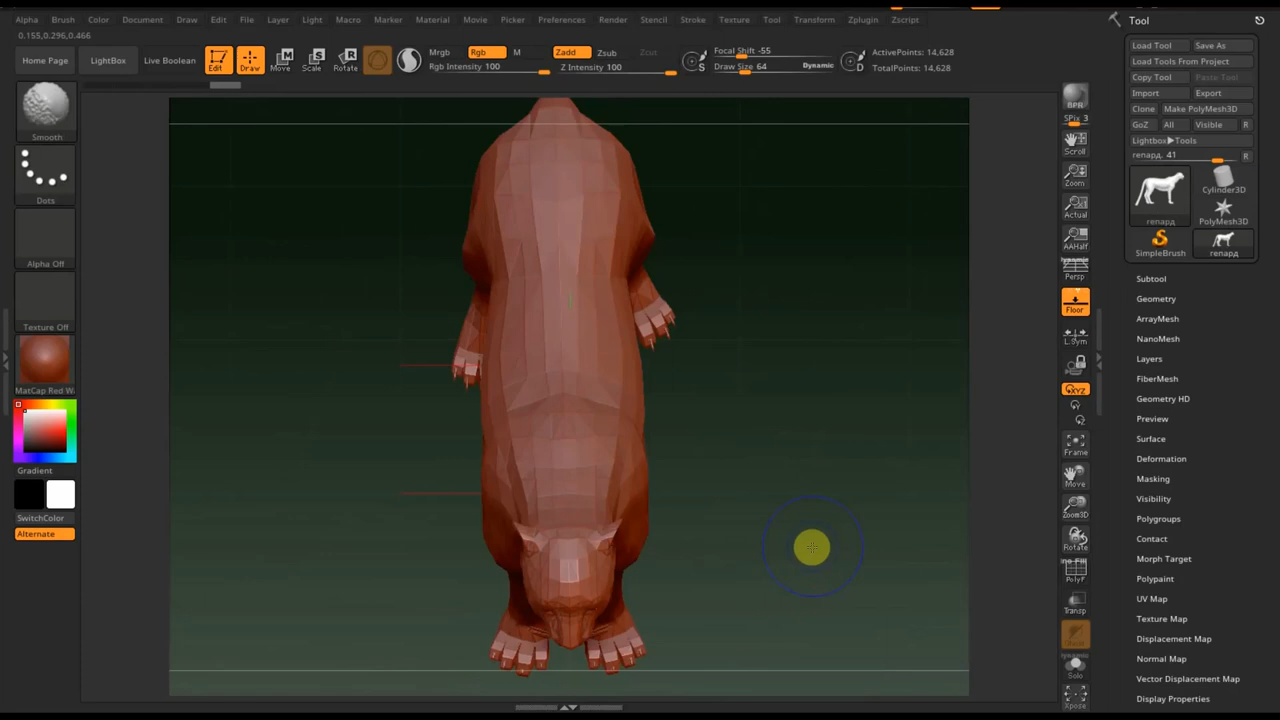 Alpha Brush Color Document Draw Edit File Layer Light Macro Marker Material Movie Picker Preferences Render Stencil Stroke Texture Tool Transform Zplugin Zscript
0.155,0.296,0.466
Home Page LightBox Live Boolean Edit Draw Move Scale Rotate
Mrgb Rgb M Zadd Zsub Zcut
Rgb Intensity 100 Z Intensity 100
S
Focal Shift -55
Draw Size 64 Dynamic
D
ActivePoints: 14,628
TotalPoints: 14,628
Smooth
Dots
Alpha Off
Texture Off
MatCap Red W
Gradient
SwitchColor
Alternate
BPR
SPix 3
Scroll
Zoom
Actual
AAHalf
Dynamic
Persp
Floor
L.Sym
XYZ
Frame
Move
Zoom3D
Rotate
PolyF
Transp
Dynamic
Solo
Xpose
Tool
Load Tool Save As
Load Tools From Project
Copy Tool Paste Tool
Import Export
Clone Make PolyMesh3D
GoZ All Visible R
Lightbox▶Tools
гепард. 41 R
гепард
Cylinder3D
PolyMesh3D
SimpleBrush
гепард
Subtool
Geometry
ArrayMesh
NanoMesh
Layers
FiberMesh
Geometry HD
Preview
Surface
Deformation
Masking
Visibility
Polygroups
Contact
Morph Target
Polypaint
UV Map
Texture Map
Displacement Map
Normal Map
Vector Displacement Map
Display Properties